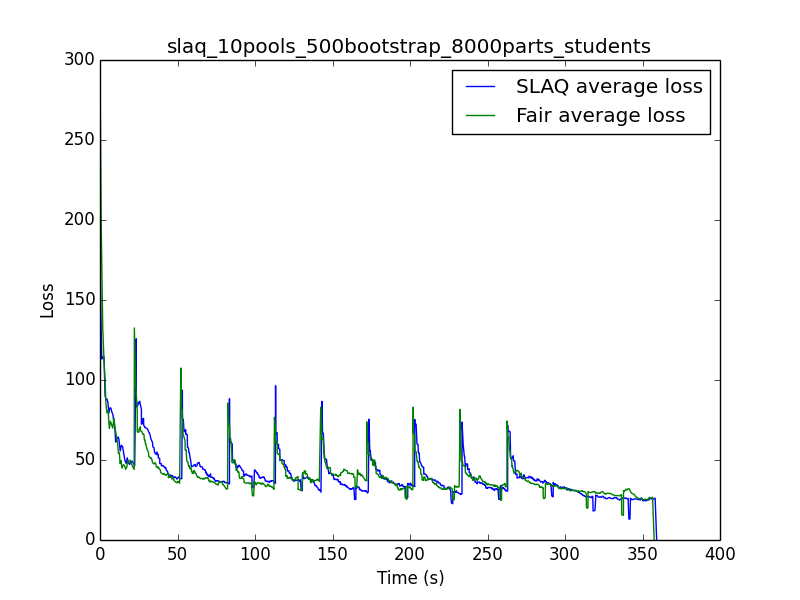 slaq_10pools_500bootstrap_8000parts_students
300
250
200
150
100
50
0
Loss
SLAQ average loss
Fair average loss
0 50 100 150 200 250 300 350 400
Time (s)